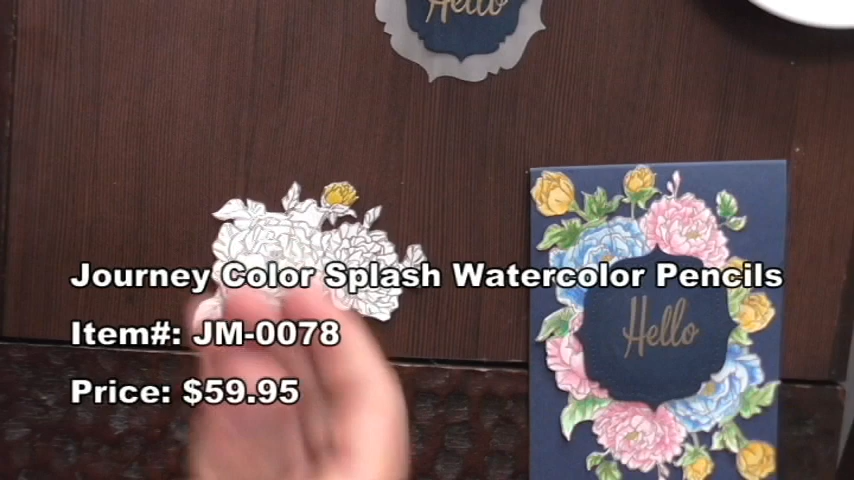 Hello
Journey Color Splash Watercolor Pencils
Hello
Item#: JM-0078
Price: $59.95